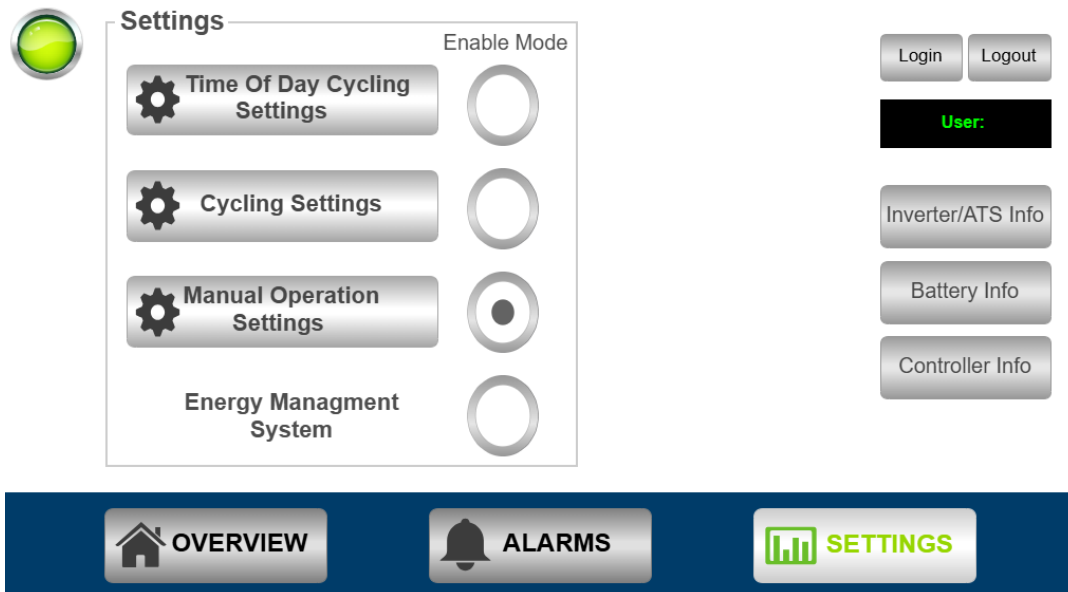 Settings
Enable Mode
Time Of Day Cycling
Settings
Cycling Settings
Manual Operation
Settings
Energy Managment
System
Login
Logout
User:
Inverter/ATS Info
Battery Info
Controller Info
OVERVIEW
ALARMS
SETTINGS